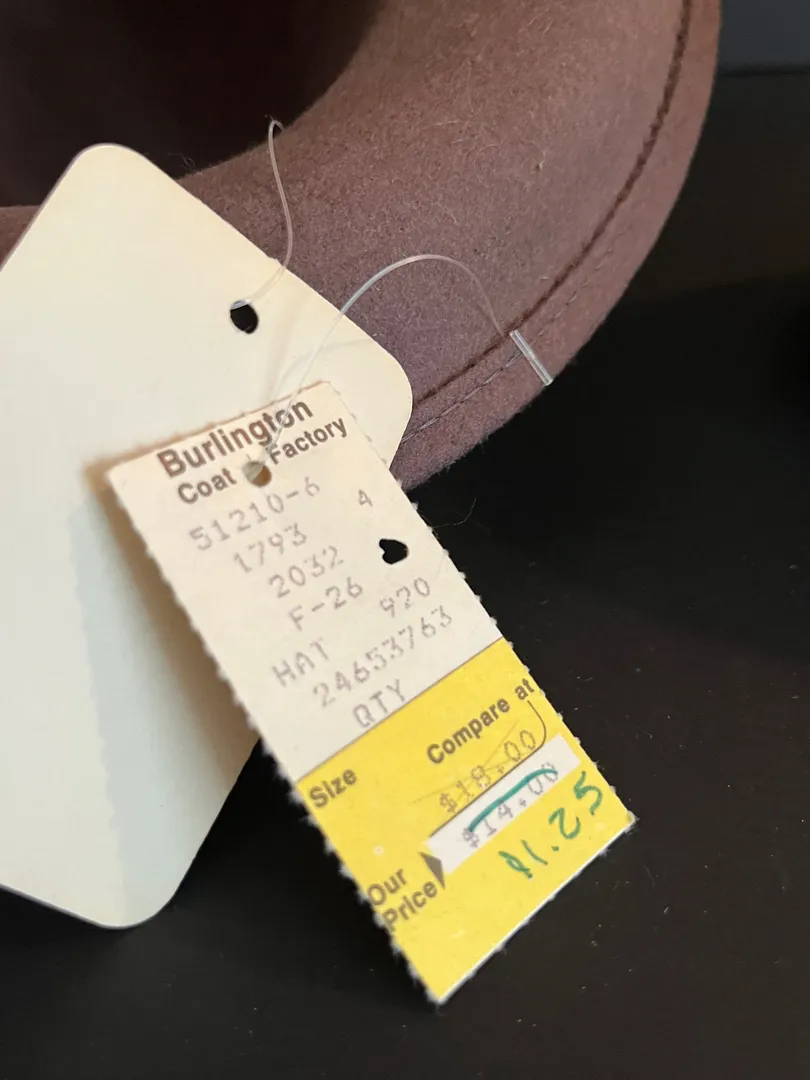 Burlington
Coat Factory
51210-6 4
1793
2032
F-26
HAT 920
24653763
QTY
Size Compare at
$18.00
$14.00
Our
Price
$1.25